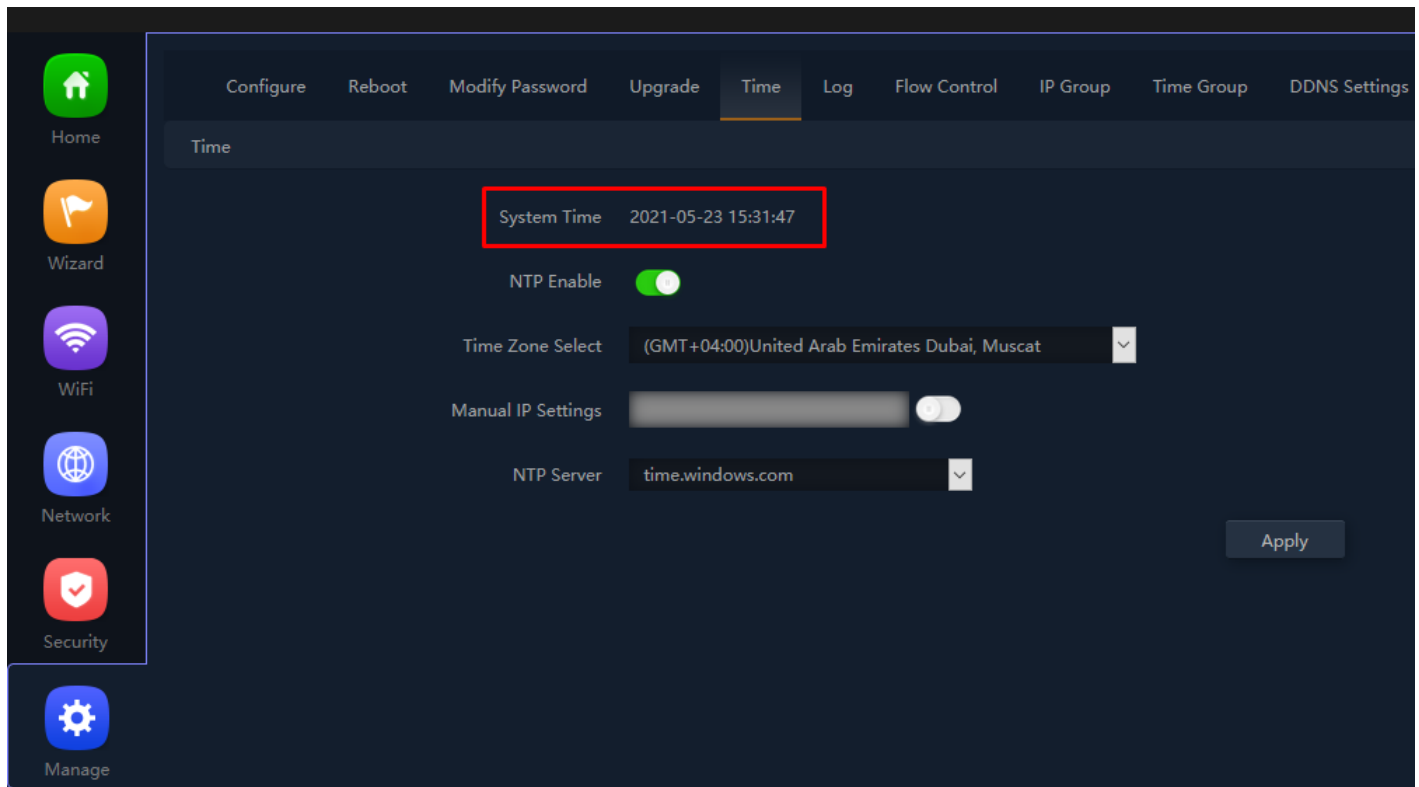 Home
Wizard
WiFi
Network
Security
Manage
Configure Reboot Modify Password Upgrade Time Log Flow Control IP Group Time Group DDNS Settings
Time
System Time 2021-05-23 15:31:47
NTP Enable
Time Zone Select (GMT+04:00)United Arab Emirates Dubai, Muscat
Manual IP Settings
NTP Server time.windows.com
Apply